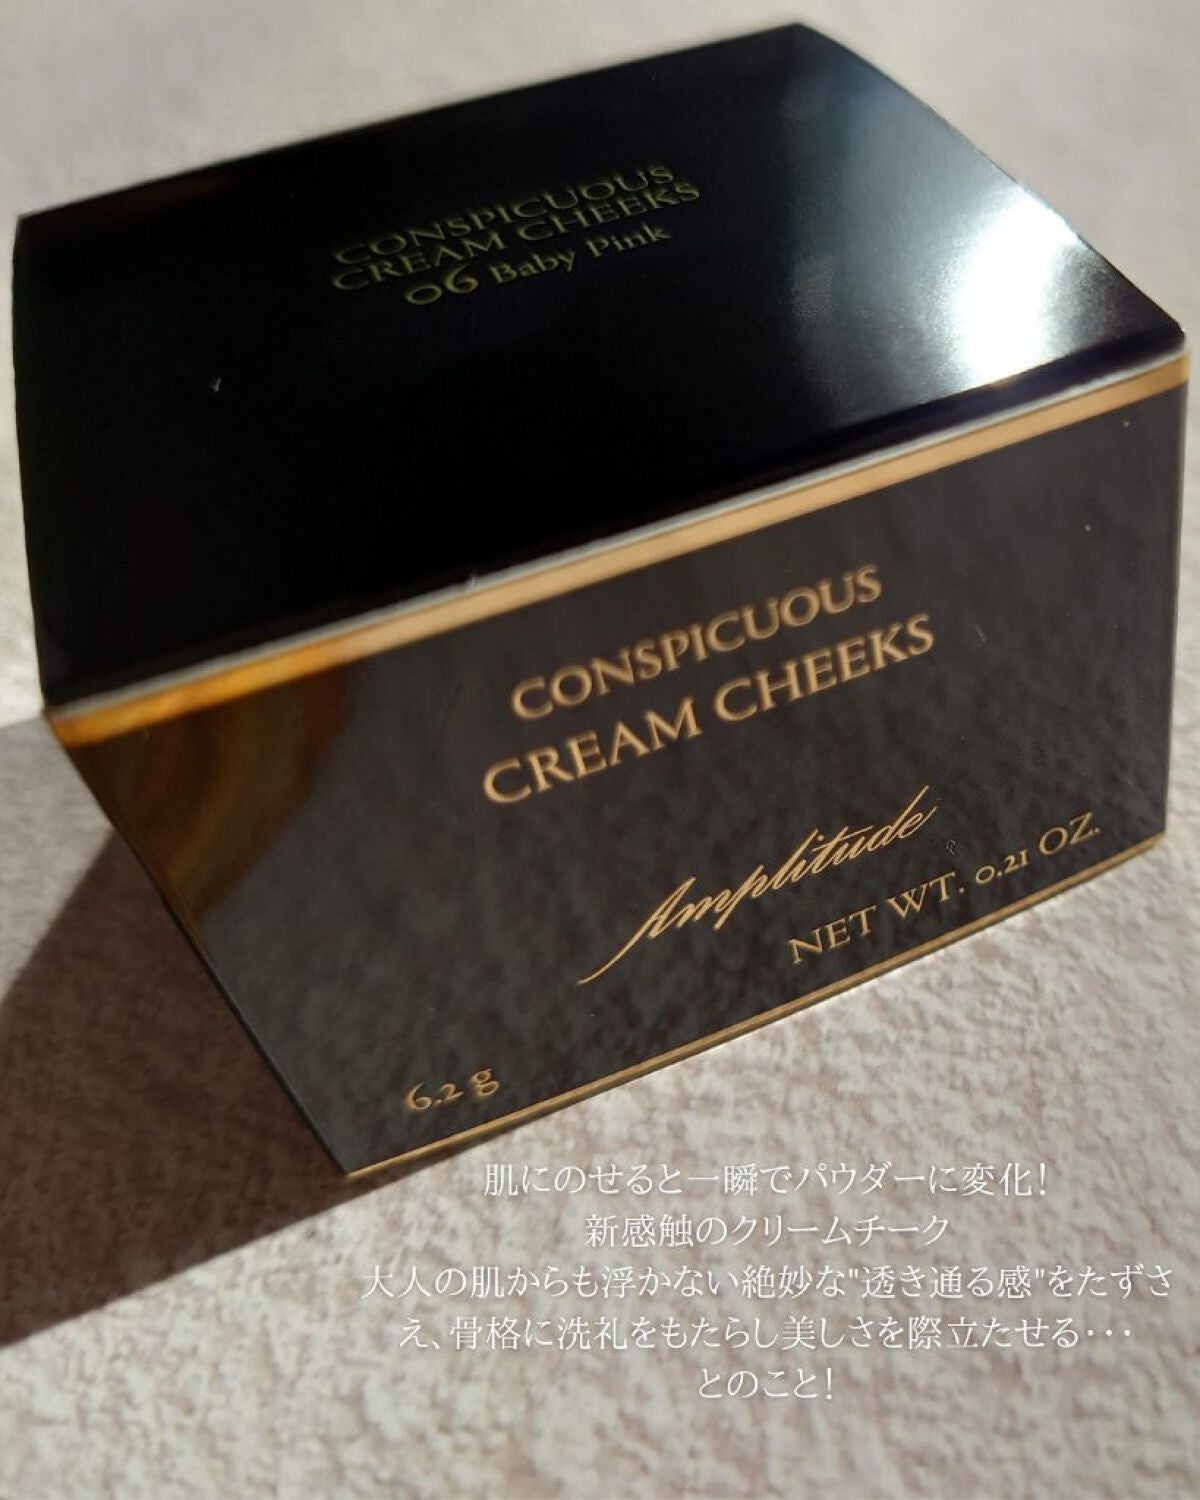 CONSPICUOUS
CREAM CHEEKS
06 Baby Pink
CONSPICUOUS
CREAM CHEEKS
Amplitude
NET WT. 0.21 OZ.
6.2 g
肌にのせると一瞬でパウダーに変化!
新感触のクリームチーク
大人の肌からも浮かない絶妙な"透き通る感"をたずさ
え、骨格に洗礼をもたらし美しさを際立たせる・・・
とのこと!